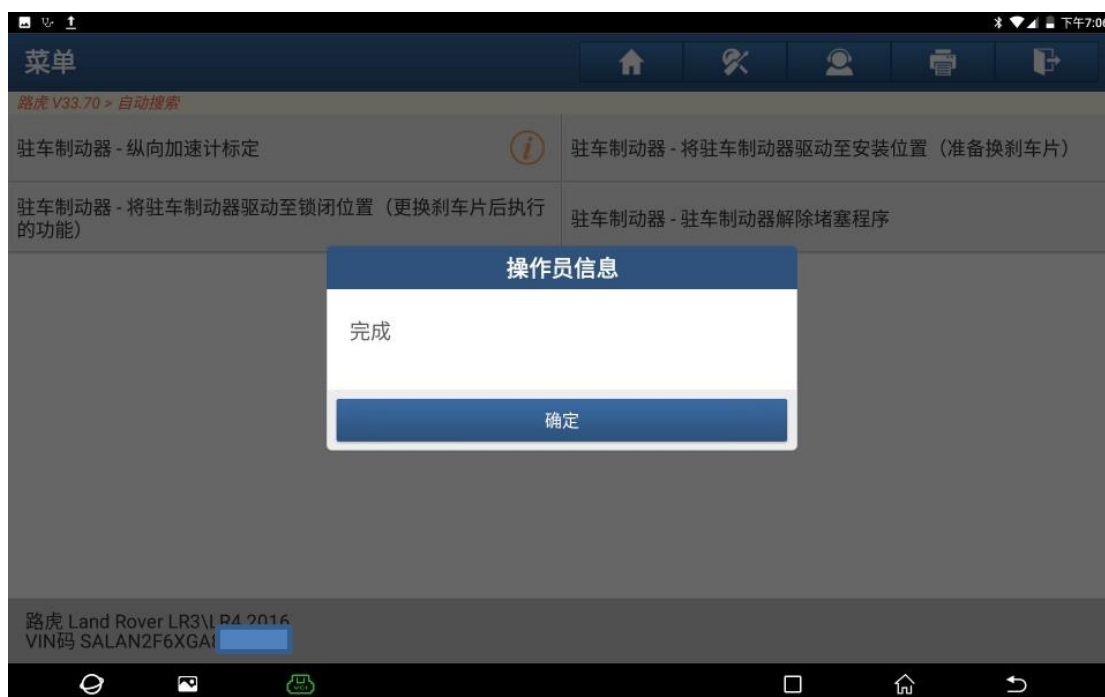 下午7:06
菜单
路虎 V33.70 > 自动搜索
驻车制动器 - 纵向加速计标定
驻车制动器 - 将驻车制动器驱动至安装位置（准备换刹车片）
驻车制动器 - 将驻车制动器驱动至锁闭位置（更换刹车片后执行
的功能）
驻车制动器 - 驻车制动器解除堵塞程序
操作员信息
完成
确定
路虎 Land Rover LR3\LR4 2016
VIN码 SALAN2F6XGA
VCI